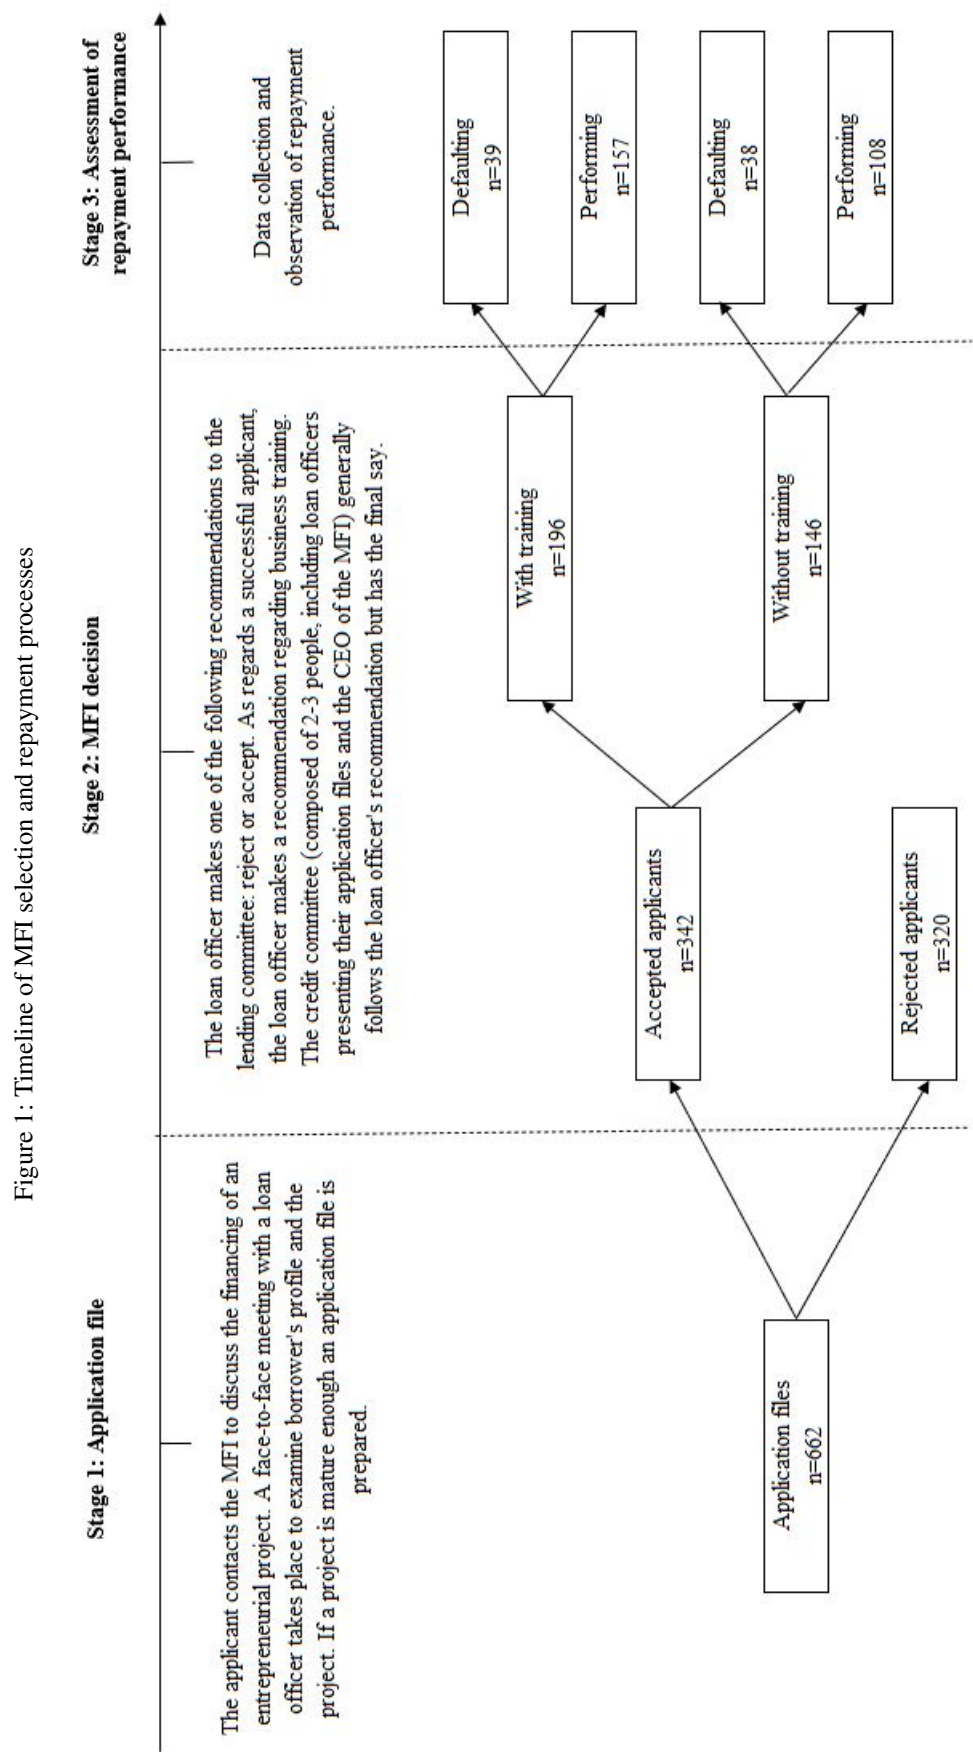 Figure 1: Timeline of MFI selection and repayment processes
Stage 1: Application file
The applicant contacts the MFI to discuss the financing of an
entrepreneurial project. A face-to-face meeting with a loan
officer takes place to examine borrower's profile and the
project. If a project is mature enough an application file is
prepared.
Application files
n=662
Stage 2: MFI decision
The loan officer makes one of the following recommendations to the
lending committee: reject or accept. As regards a successful applicant,
the loan officer makes a recommendation regarding business training.
The credit committee (composed of 2-3 people, including loan officers
presenting their application files and the CEO of the MFI) generally
follows the loan officer's recommendation but has the final say.
Accepted applicants
n=342
Rejected applicants
n=320
With training
n=196
Without training
n=146
Stage 3: Assessment of
repayment performance
Data collection and
observation of repayment
performance.
Defaulting
n=39
Performing
n=157
Defaulting
n=38
Performing
n=108